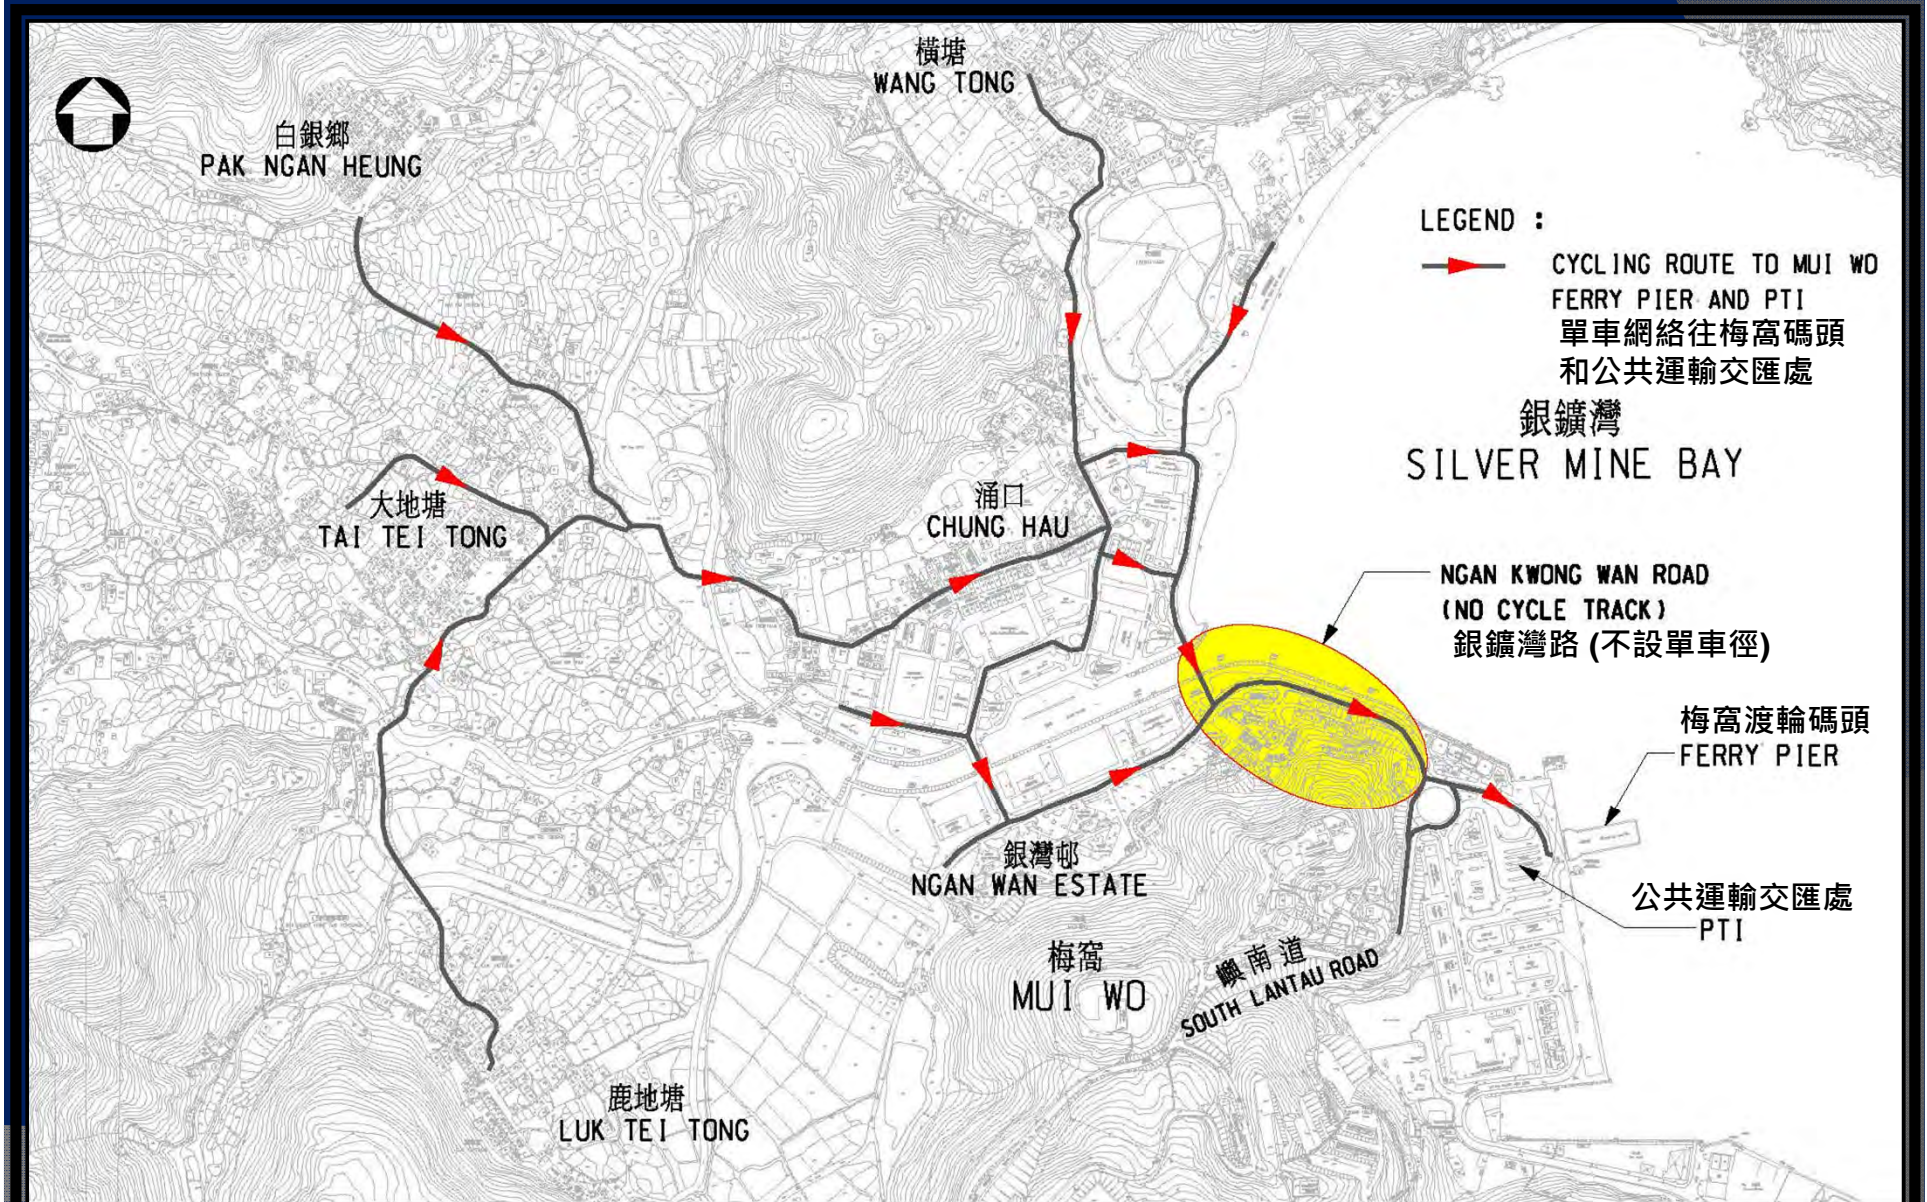 橫塘
WANG TONG
白銀鄉
PAK NGAN HEUNG
LEGEND :
CYCLING ROUTE TO MUI WO
FERRY PIER AND PTI
單車網絡往梅窩碼頭
和公共運輸交匯處
銀鑛灣
SILVER MINE BAY
大地塘
TAI TEI TONG
涌口
CHUNG HAU
NGAN KWONG WAN ROAD
(NO CYCLE TRACK)
銀鑛灣路 (不設單車徑)
梅窩渡輪碼頭
FERRY PIER
銀灣邨
NGAN WAN ESTATE
公共運輸交匯處
PTI
梅窩
MUI WO
嶼南道
SOUTH LANTAU ROAD
鹿地塘
LUK TEI TONG